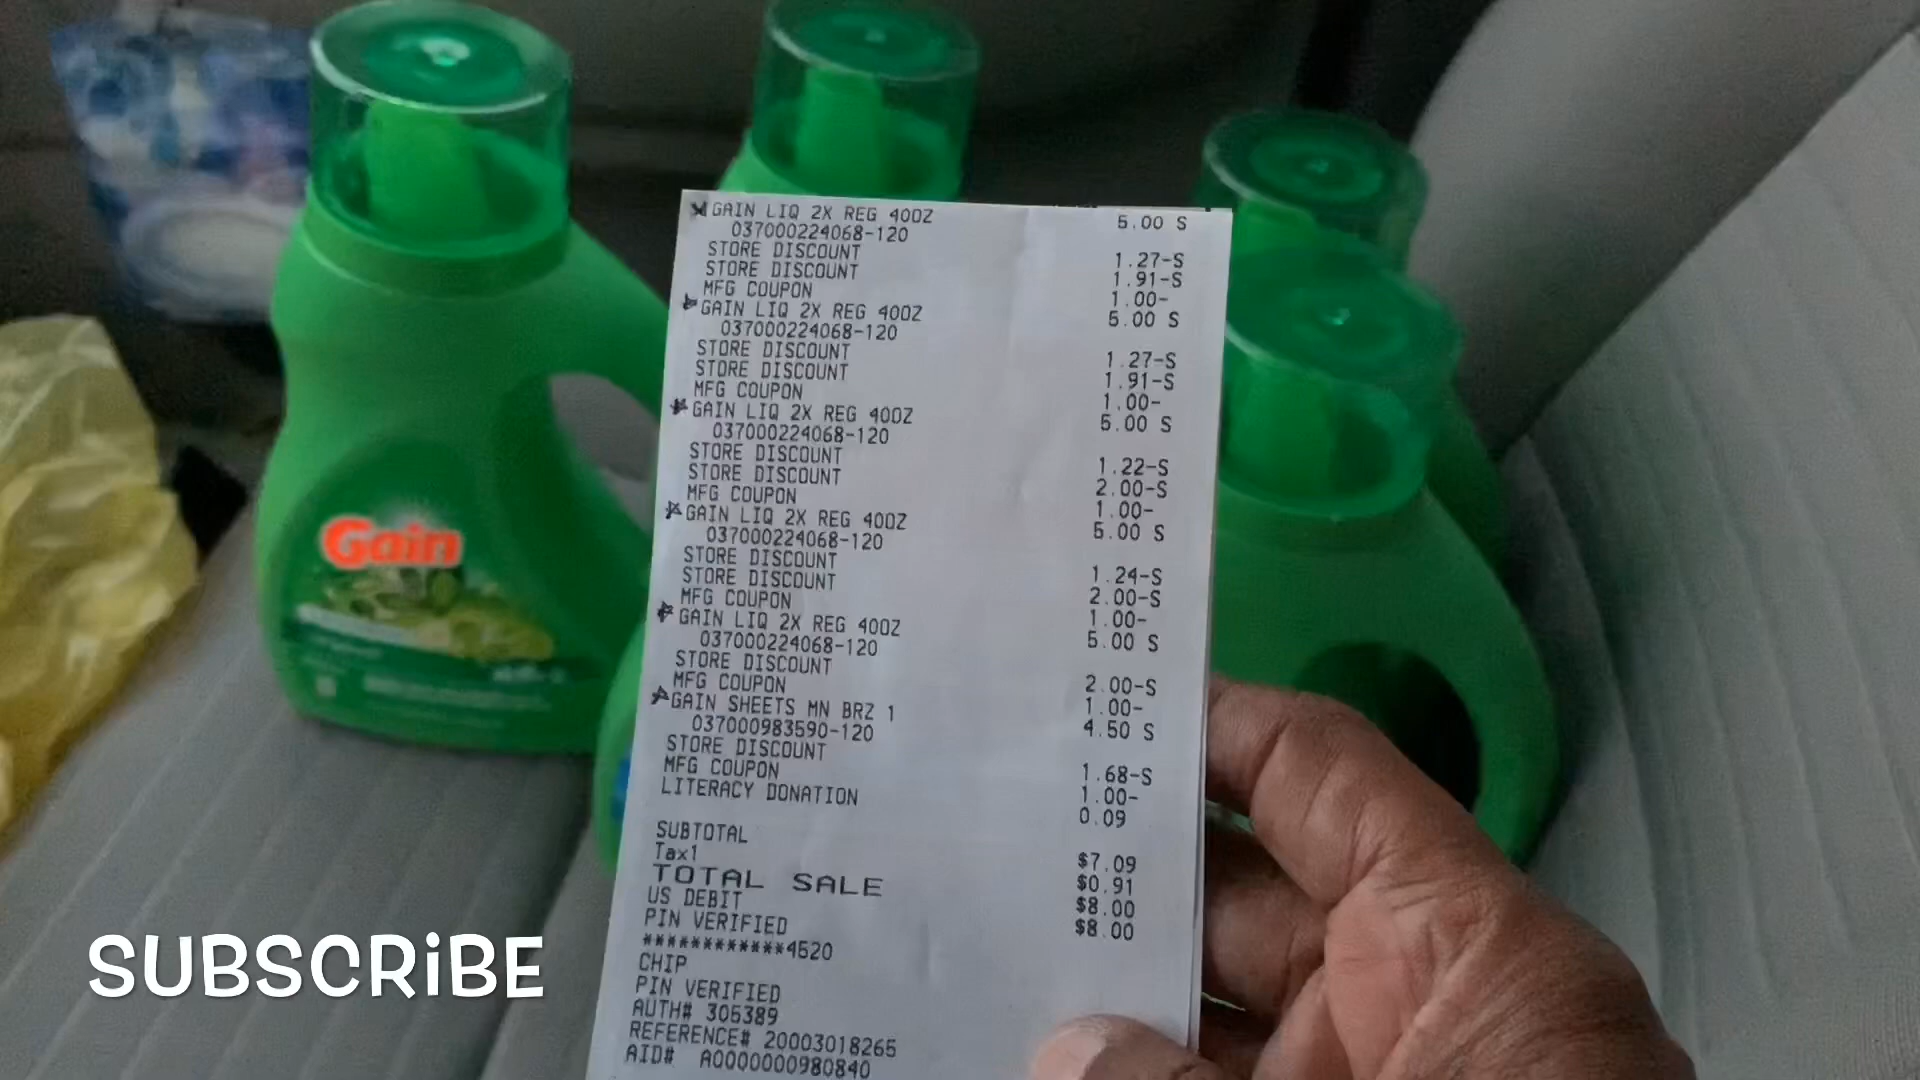 GAIN LIQ 2X REG 40OZ 5.00 S
037000224068-120
STORE DISCOUNT 1.27-S
STORE DISCOUNT 1.91-S
MFG COUPON 1.00-
GAIN LIQ 2X REG 40OZ 5.00 S
037000224068-120
STORE DISCOUNT 1.27-S
STORE DISCOUNT 1.91-S
MFG COUPON 1.00-
GAIN LIQ 2X REG 40OZ 5.00 S
037000224068-120
STORE DISCOUNT 1.22-S
STORE DISCOUNT 2.00-S
MFG COUPON 1.00-
GAIN LIQ 2X REG 40OZ 5.00 S
037000224068-120
STORE DISCOUNT 1.24-S
STORE DISCOUNT 2.00-S
MFG COUPON 1.00-
GAIN LIQ 2X REG 40OZ 5.00 S
037000224068-120
STORE DISCOUNT 2.00-S
MFG COUPON 1.00-
GAIN SHEETS MN BRZ 1 4.50 S
037000983590-120
STORE DISCOUNT 1.68-S
MFG COUPON 1.00-
LITERACY DONATION 0.09
SUBTOTAL $7.09
Tax1 $0.91
TOTAL SALE $8.00
US DEBIT $8.00
PIN VERIFIED
************4520
CHIP
PIN VERIFIED
AUTH# 305389
REFERENCE# 20003018265
AID# A0000000980840
Gain
SUBSCRiBE